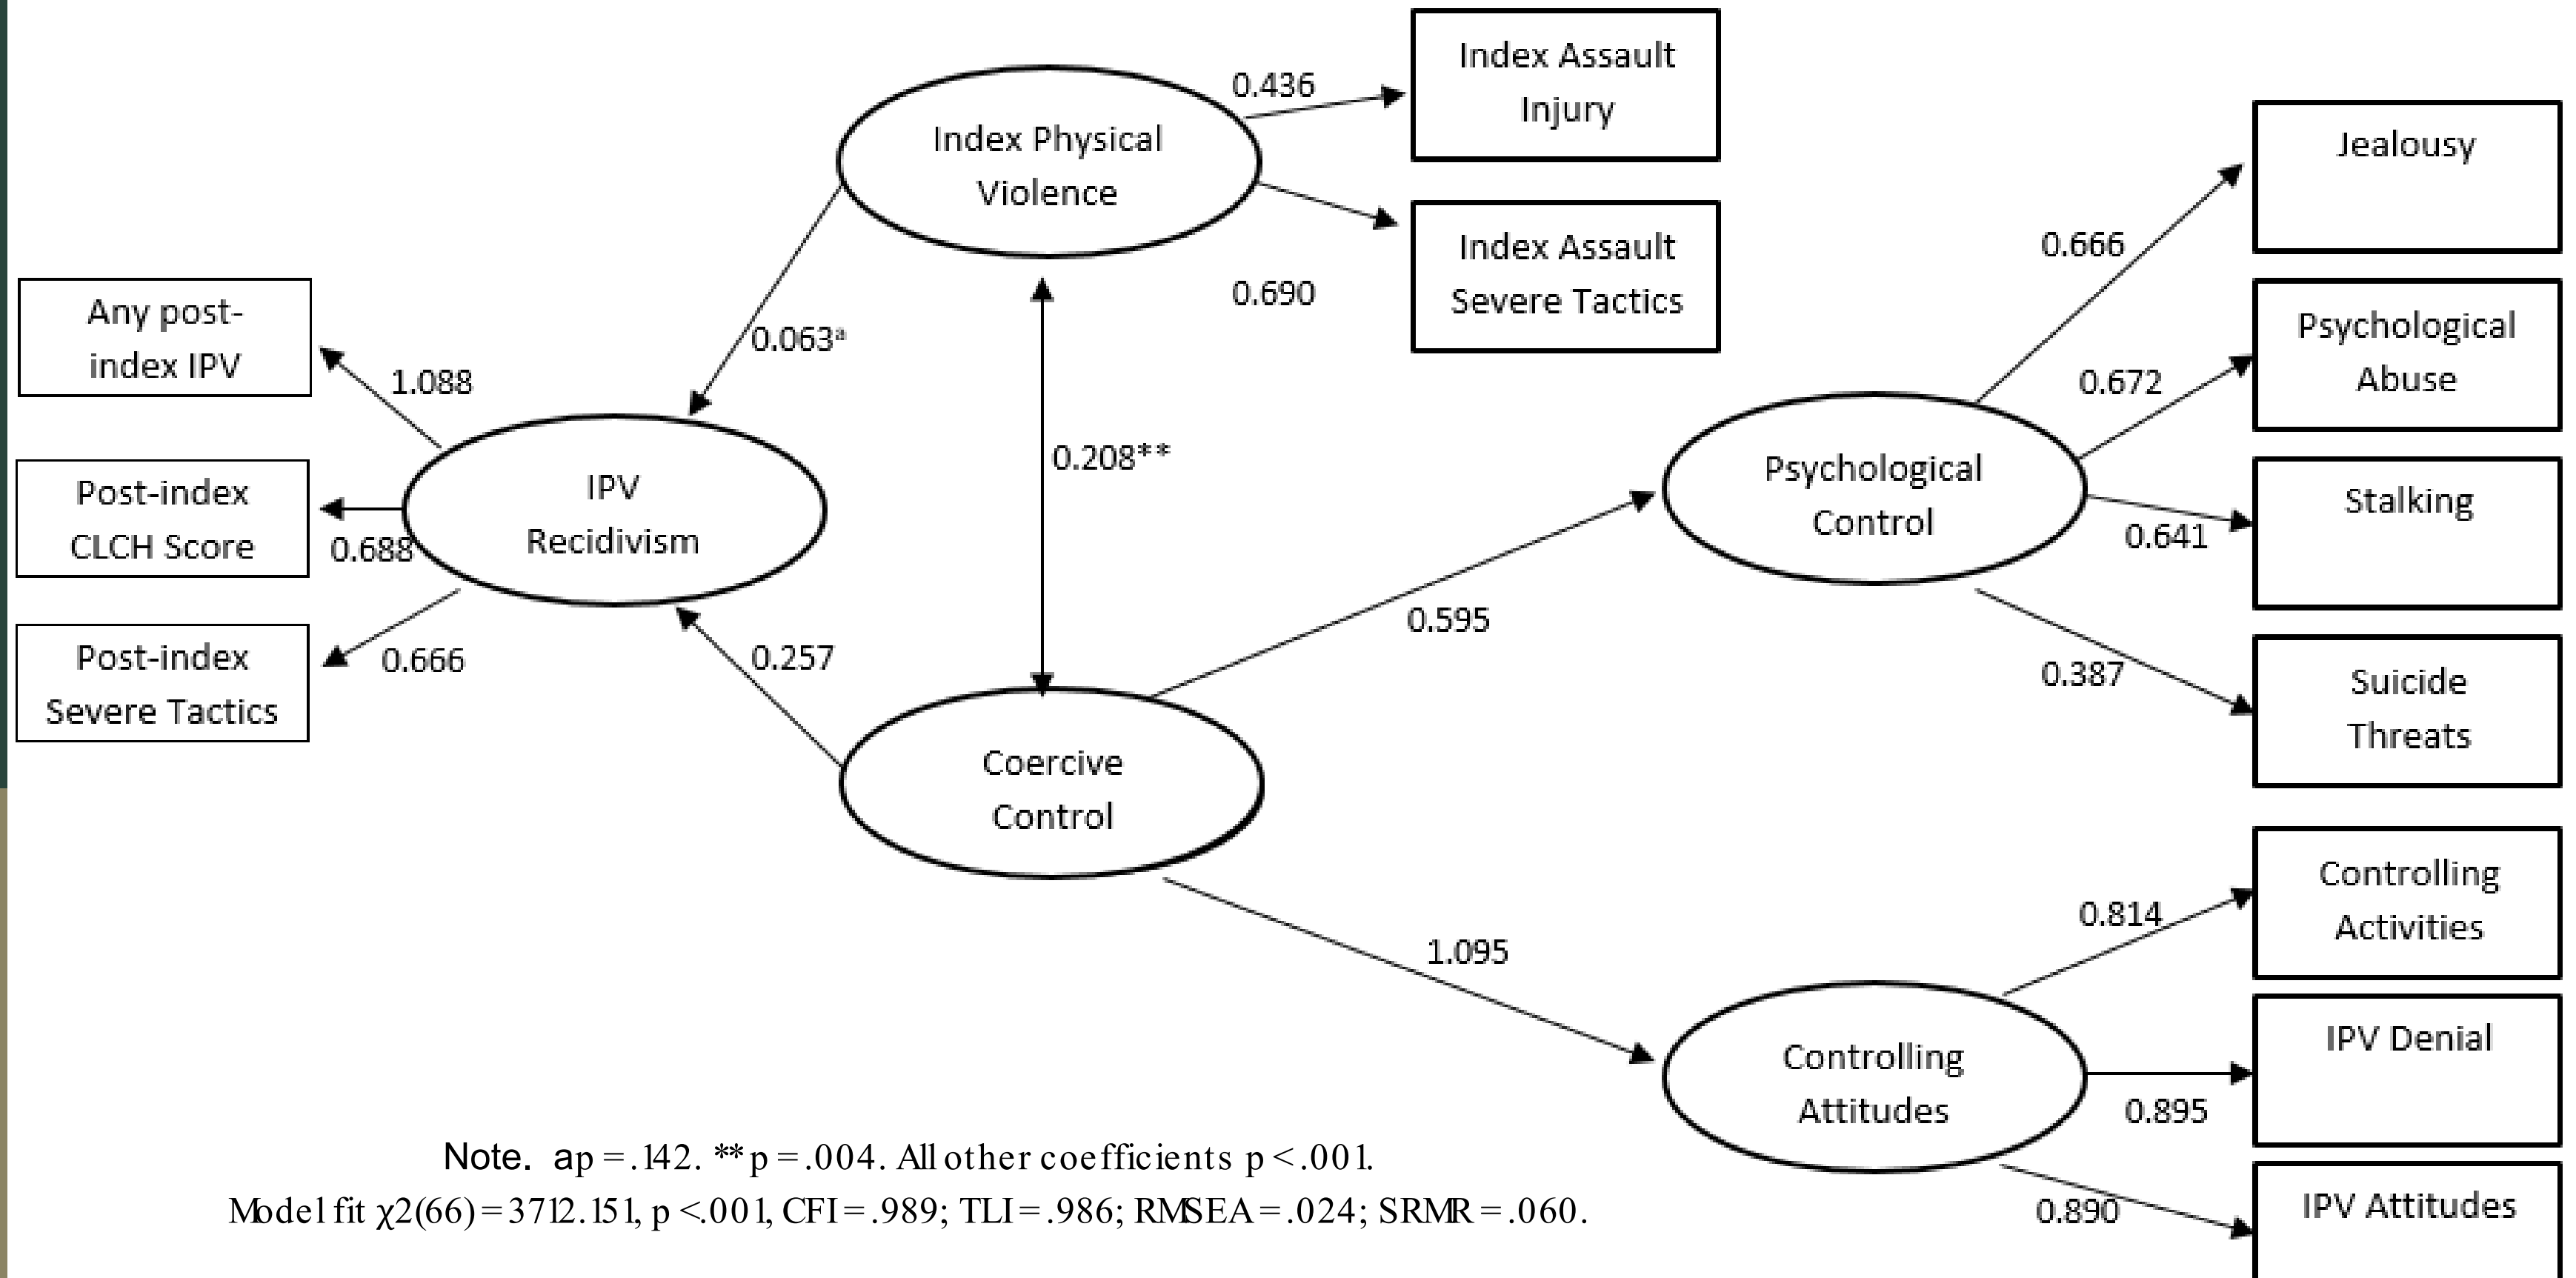 0.436
Index Assault
Injury
Index Physical
Violence
Jealousy
0.666
Index Assault
Severe Tactics
0.690
Any post-
index IPV
0.063ᵃ
1.088
Psychological
Abuse
0.672
0.208**
Psychological
Control
Stalking
0.641
IPV
Recidivism
Post-index
CLCH Score
0.688
0.595
Post-index
Severe Tactics
0.666
0.257
0.387
Suicide
Threats
Coercive
Control
Controlling
Activities
0.814
1.095
Controlling
Attitudes
IPV Denial
0.895
IPV Attitudes
0.890
Note. ap = .142. **p = .004. All other coefficients p < .001.
Model fit χ2(66) = 3712.151, p <.001, CFI = .989; TLI = .986; RMSEA = .024; SRMR = .060.